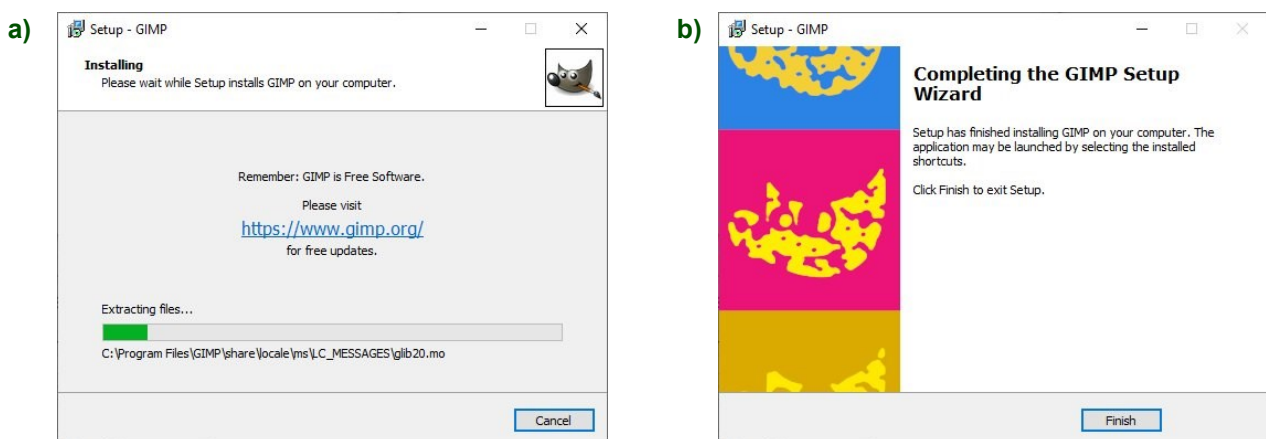 a)
Setup - GIMP
Installing
Please wait while Setup installs GIMP on your computer.
Remember: GIMP is Free Software.
Please visit
https://www.gimp.org/
for free updates.
Extracting files...
C:\Program Files\GIMP\share\locale\ms\LC_MESSAGES\glib20.mo
Cancel
b)
Setup - GIMP
Completing the GIMP Setup
Wizard
Setup has finished installing GIMP on your computer. The
application may be launched by selecting the installed
shortcuts.
Click Finish to exit Setup.
Finish